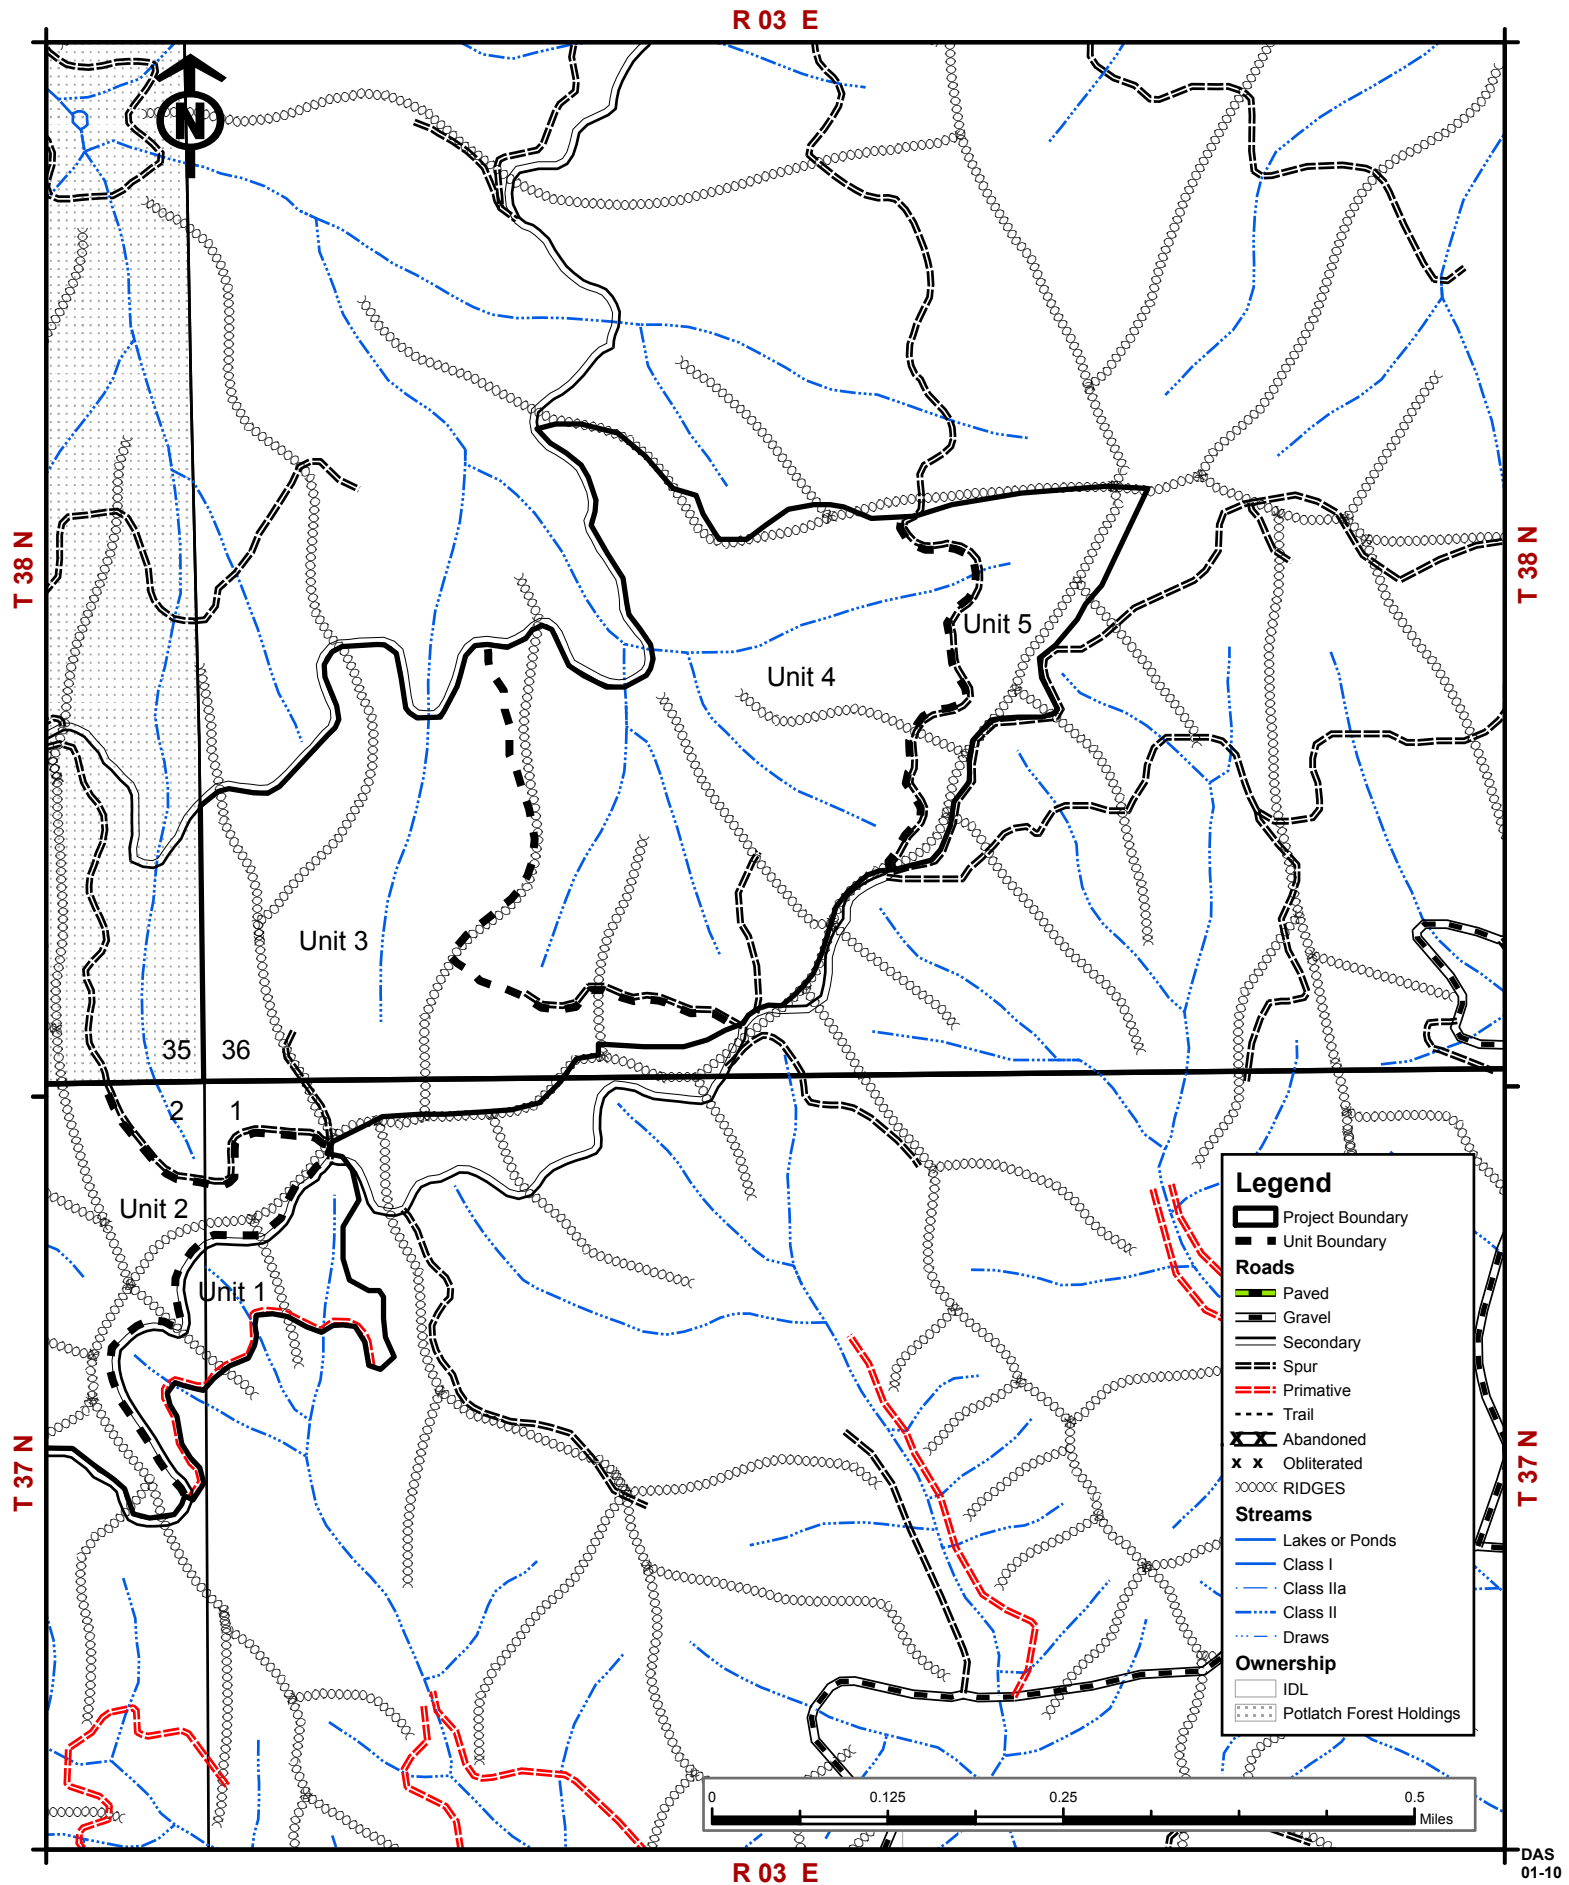 R 03 E
N
T 38 N
T 38 N
Unit 5
Unit 4
Unit 3
35
36
2
1
Unit 2
Unit 1
T 37 N
T 37 N
Legend
Project Boundary
Unit Boundary
Roads
Paved
Gravel
Secondary
Spur
Primative
Trail
X X Abandoned
x x Obliterated
RIDGES
Streams
Lakes or Ponds
Class I
Class IIa
Class II
Draws
Ownership
IDL
Potlatch Forest Holdings
0 0.125 0.25 0.5
Miles
R 03 E
DAS
01-10